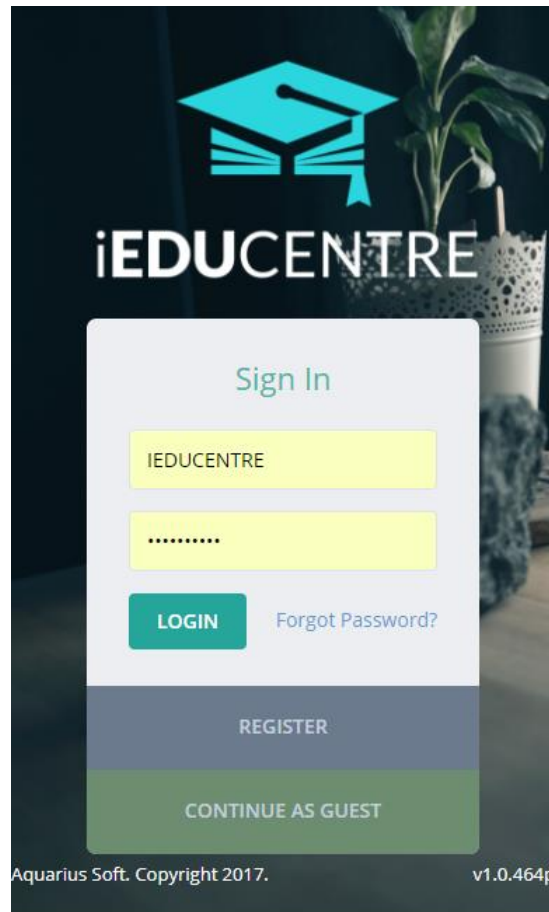 iEDUCENTRE
Sign In
IEDUCENTRE
••••••••••
LOGIN Forgot Password?
REGISTER
CONTINUE AS GUEST
Aquarius Soft. Copyright 2017. v1.0.464p